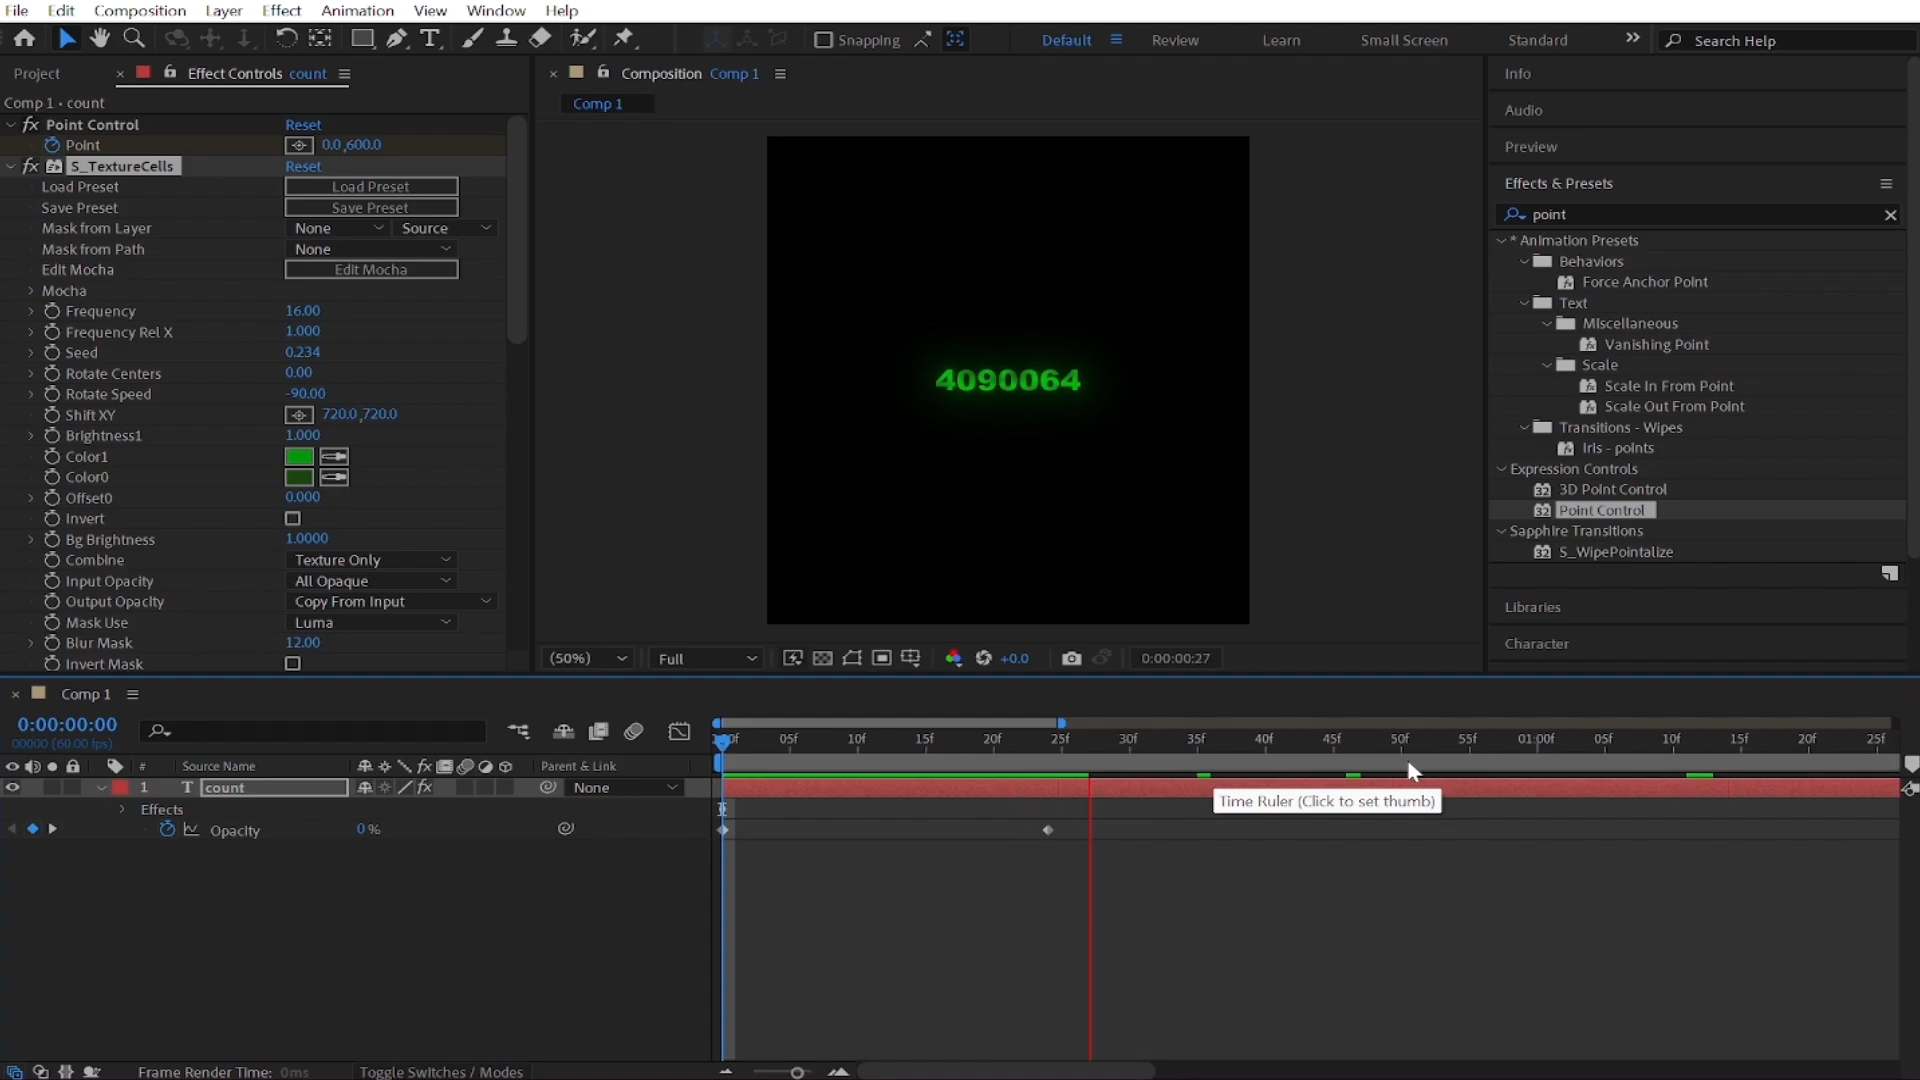 File Edit Composition Layer Effect Animation View Window Help
Snapping Default Review Learn Small Screen Standard Search Help
Project Effect Controls count
Comp 1 • count
fx Point Control Reset
Point 0.0,600.0
fx S_TextureCells Reset
Load Preset Load Preset
Save Preset Save Preset
Mask from Layer None Source
Mask from Path None
Edit Mocha Edit Mocha
Mocha
Frequency 16.00
Frequency Rel X 1.000
Seed 0.234
Rotate Centers 0.00
Rotate Speed -90.00
Shift XY 720.0,720.0
Brightness1 1.000
Color1
Color0
Offset0 0.000
Invert
Bg Brightness 1.0000
Combine Texture Only
Input Opacity All Opaque
Output Opacity Copy From Input
Mask Use Luma
Blur Mask 12.00
Invert Mask
Composition Comp 1
Comp 1
4090064
(50%) Full +0.0 0:00:00:27
Info
Audio
Preview
Effects & Presets
point
* Animation Presets
Behaviors
Force Anchor Point
Text
Miscellaneous
Vanishing Point
Scale
Scale In From Point
Scale Out From Point
Transitions - Wipes
Iris - points
Expression Controls
32 3D Point Control
32 Point Control
Sapphire Transitions
32 S_WipePointalize
Libraries
Character
Comp 1
0:00:00:00
00000 (60.00 fps)
05f 10f 15f 20f 25f 30f 35f 40f 45f 50f 55f 01:00f 05f 10f 15f 20f 25f
# Source Name fx Parent & Link
1 T count fx None
Time Ruler (Click to set thumb)
Effects
Opacity 0 %
Frame Render Time: 0ms Toggle Switches / Modes